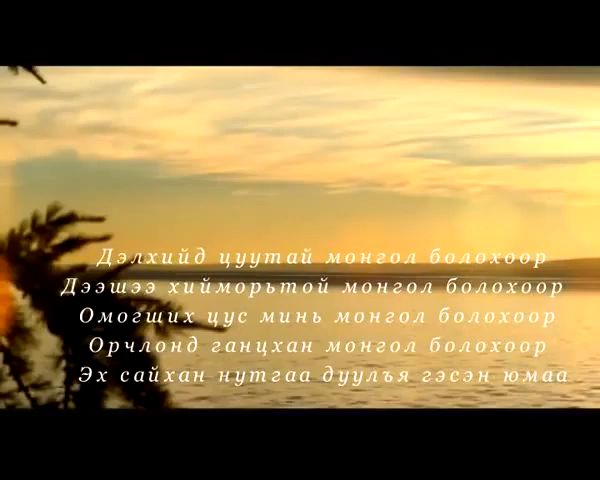 Дэлхийд цуутай монгол болохоор
Дээшээ хийморьтой монгол болохоор
Омогших цус минь монгол болохоор
Орчлонд ганцхан монгол болохоор
Эх сайхан нутгаа дуулъя гэсэн юмаа